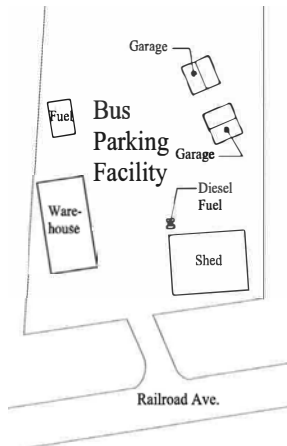 Garage
Fuel
Bus
Parking
Facility
Garage
Diesel
Fuel
Ware-
house
Shed
Railroad Ave.